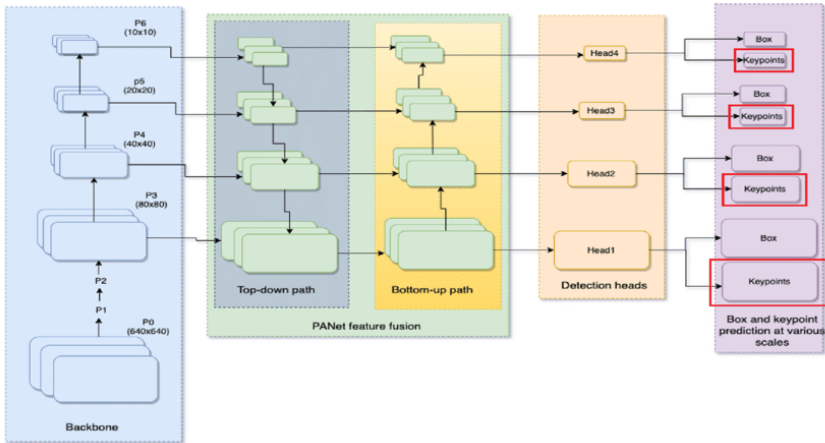 P6
(10x10)
p5
(20x20)
P4
(40x40)
P3
(80x80)
P2
P1
P0
(640x640)
Backbone
Top-down path
Bottom-up path
PANet feature fusion
Head4
Head3
Head2
Head1
Detection heads
Box
Keypoints
Box
Keypoints
Box
Keypoints
Box
Keypoints
Box and keypoint
prediction at various
scales